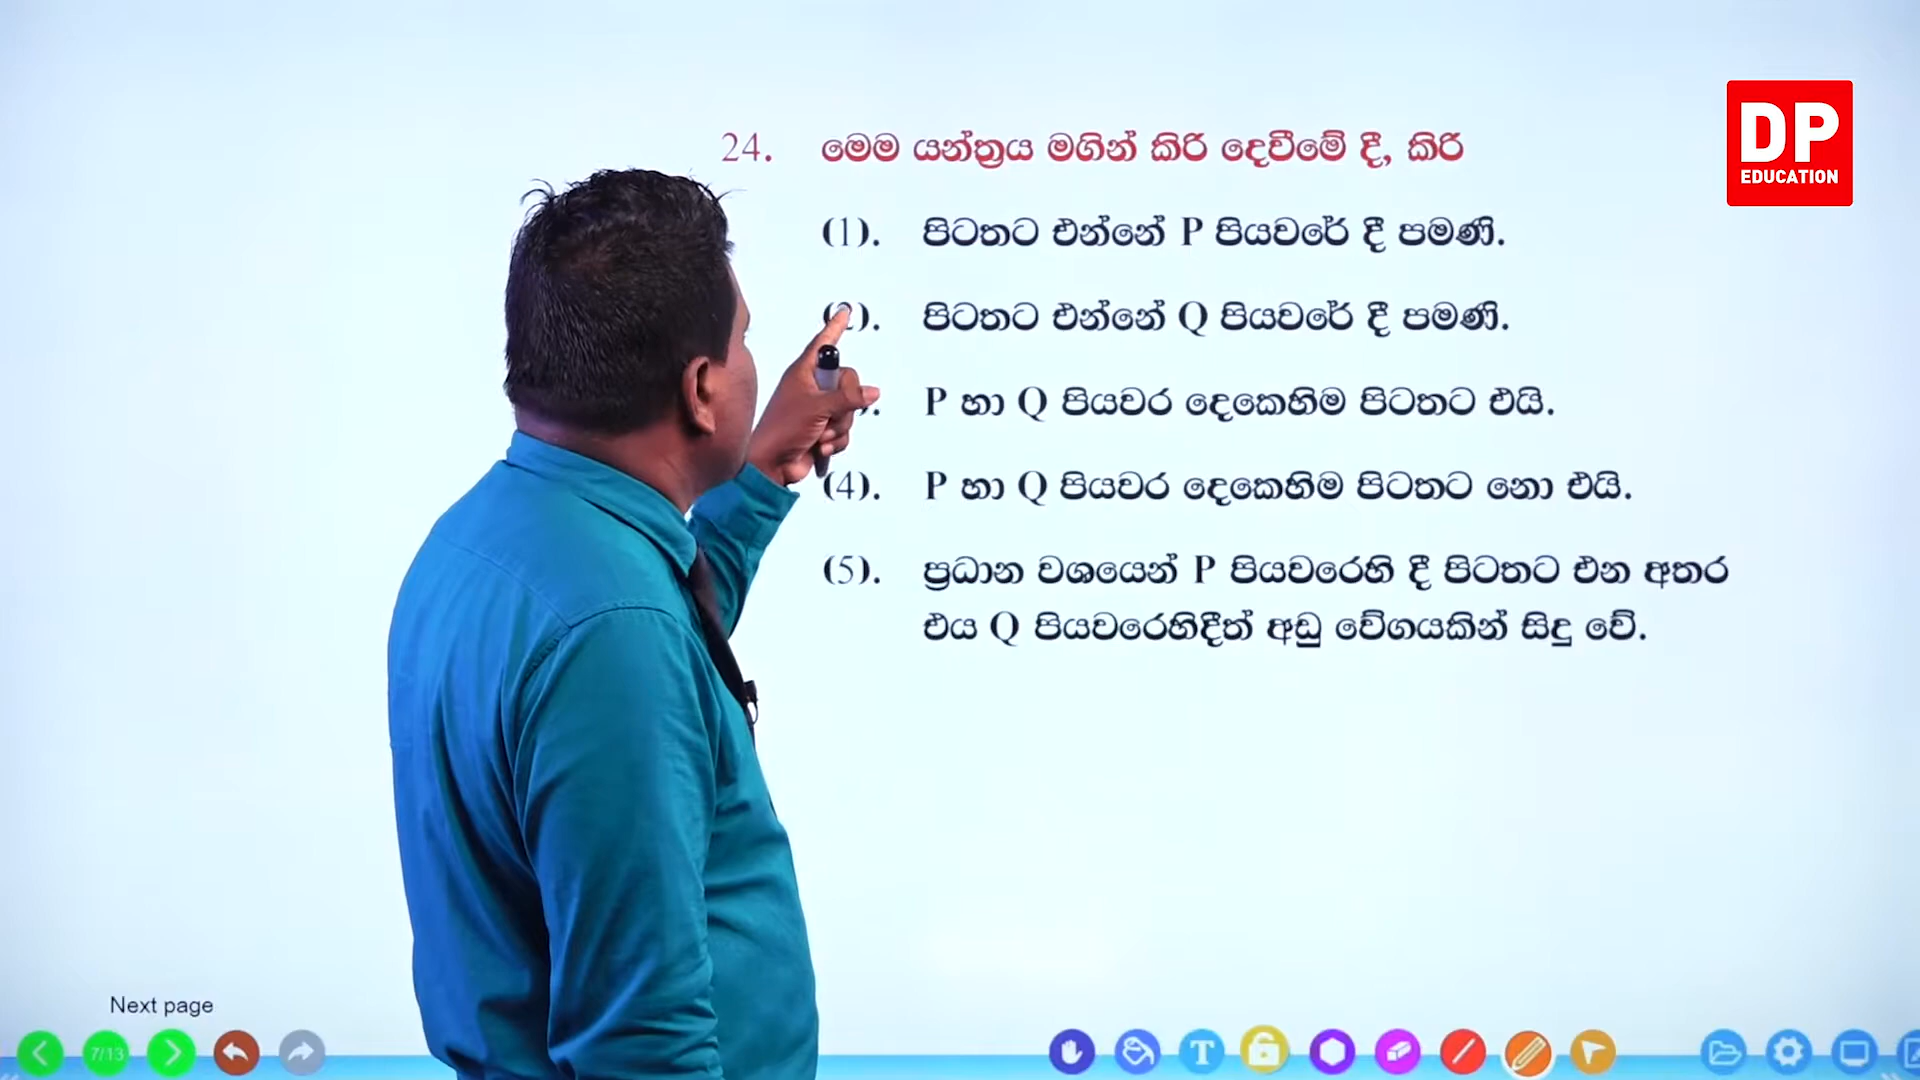 DP
EDUCATION
24. මෙම යන්ත්‍රය මගින් කිරි දෙවීමේ දී, කිරි
(1). පිටතට එන්නේ P පියවරේ දී පමණි.
(2). පිටතට එන්නේ Q පියවරේ දී පමණි.
P හා Q පියවර දෙකෙහිම පිටතට එයි.
(4). P හා Q පියවර දෙකෙහිම පිටතට නො එයි.
(5). ප්‍රධාන වශයෙන් P පියවරෙහි දී පිටතට එන අතර
එය Q පියවරෙහිදීත් අඩු වේගයකින් සිදු වේ.
Next page
7/13